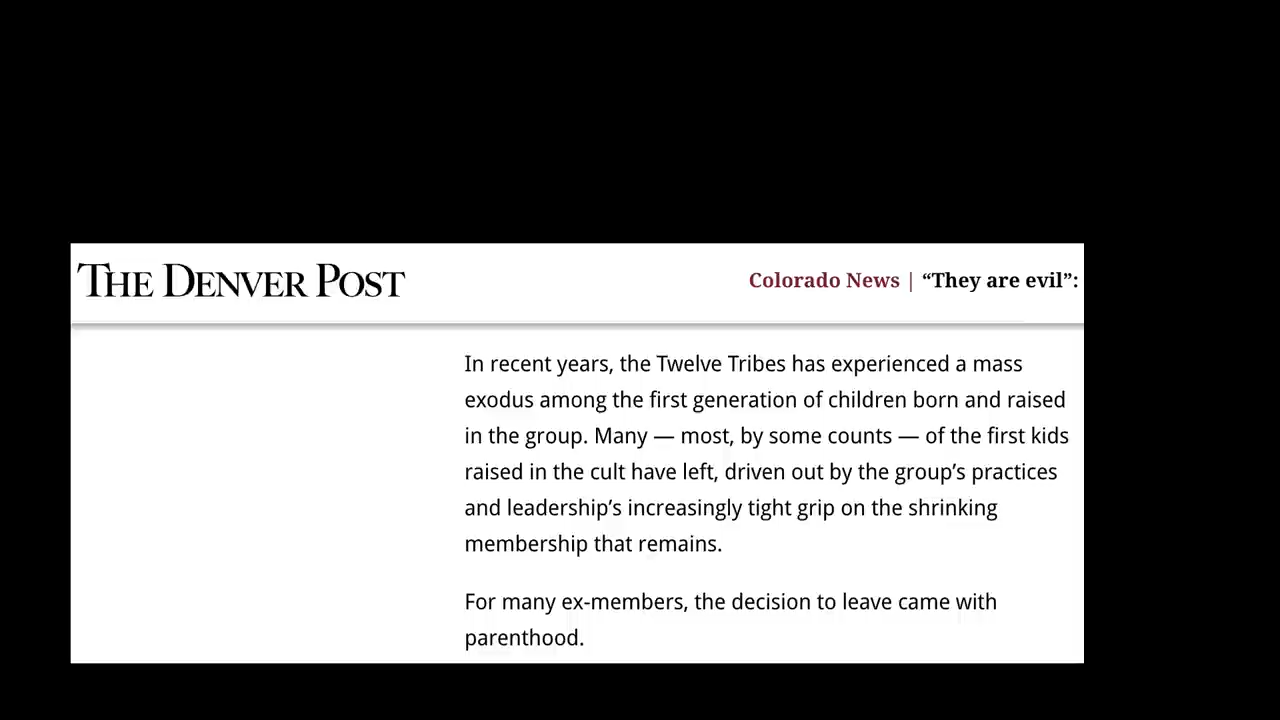 THE DENVER POST
Colorado News | “They are evil”:
In recent years, the Twelve Tribes has experienced a mass
exodus among the first generation of children born and raised
in the group. Many — most, by some counts — of the first kids
raised in the cult have left, driven out by the group’s practices
and leadership’s increasingly tight grip on the shrinking
membership that remains.
For many ex-members, the decision to leave came with
parenthood.